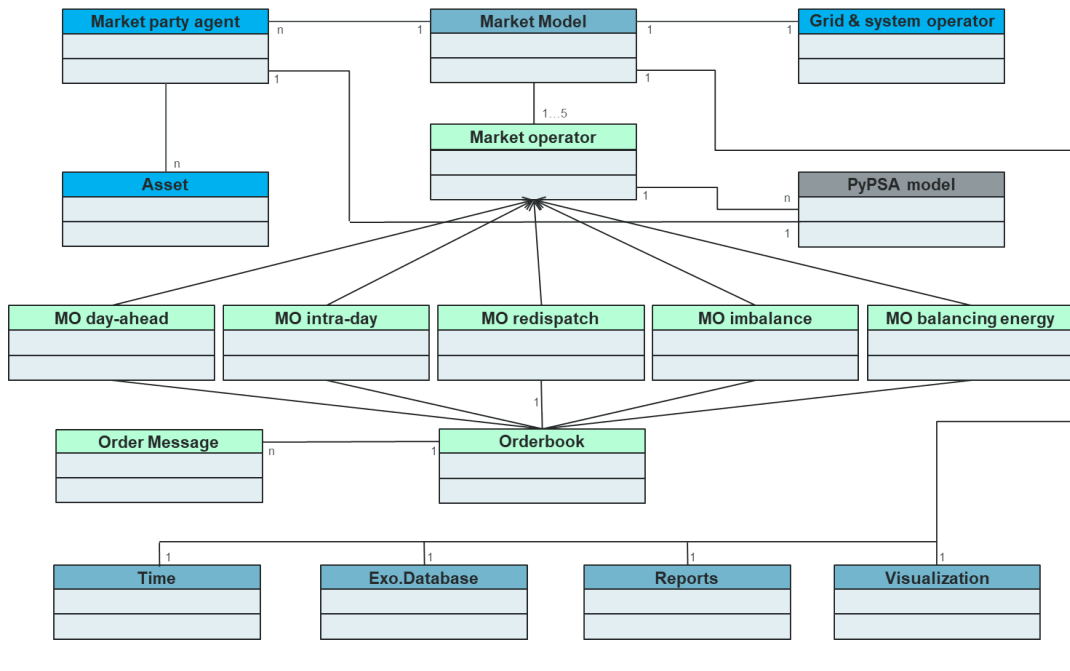 Market party agent
Market Model
Grid & system operator
n
1
1
1
1
1
1…5
Market operator
n
Asset
PyPSA model
1
n
1
MO day-ahead
MO intra-day
MO redispatch
MO imbalance
MO balancing energy
1
Order Message
Orderbook
n
1
1
1
1
1
Time
Exo.Database
Reports
Visualization